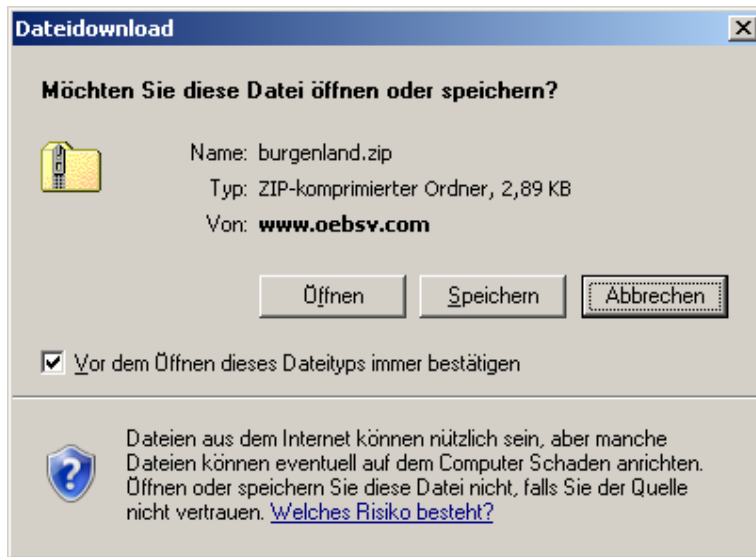 Dateidownload
Möchten Sie diese Datei öffnen oder speichern?
Name: burgenland.zip
Typ: ZIP-komprimierter Ordner, 2,89 KB
Von: www.oebsv.com
Öffnen Speichern Abbrechen
Vor dem Öffnen dieses Dateityps immer bestätigen
Dateien aus dem Internet können nützlich sein, aber manche
Dateien können eventuell auf dem Computer Schaden anrichten.
Öffnen oder speichern Sie diese Datei nicht, falls Sie der Quelle
nicht vertrauen. Welches Risiko besteht?